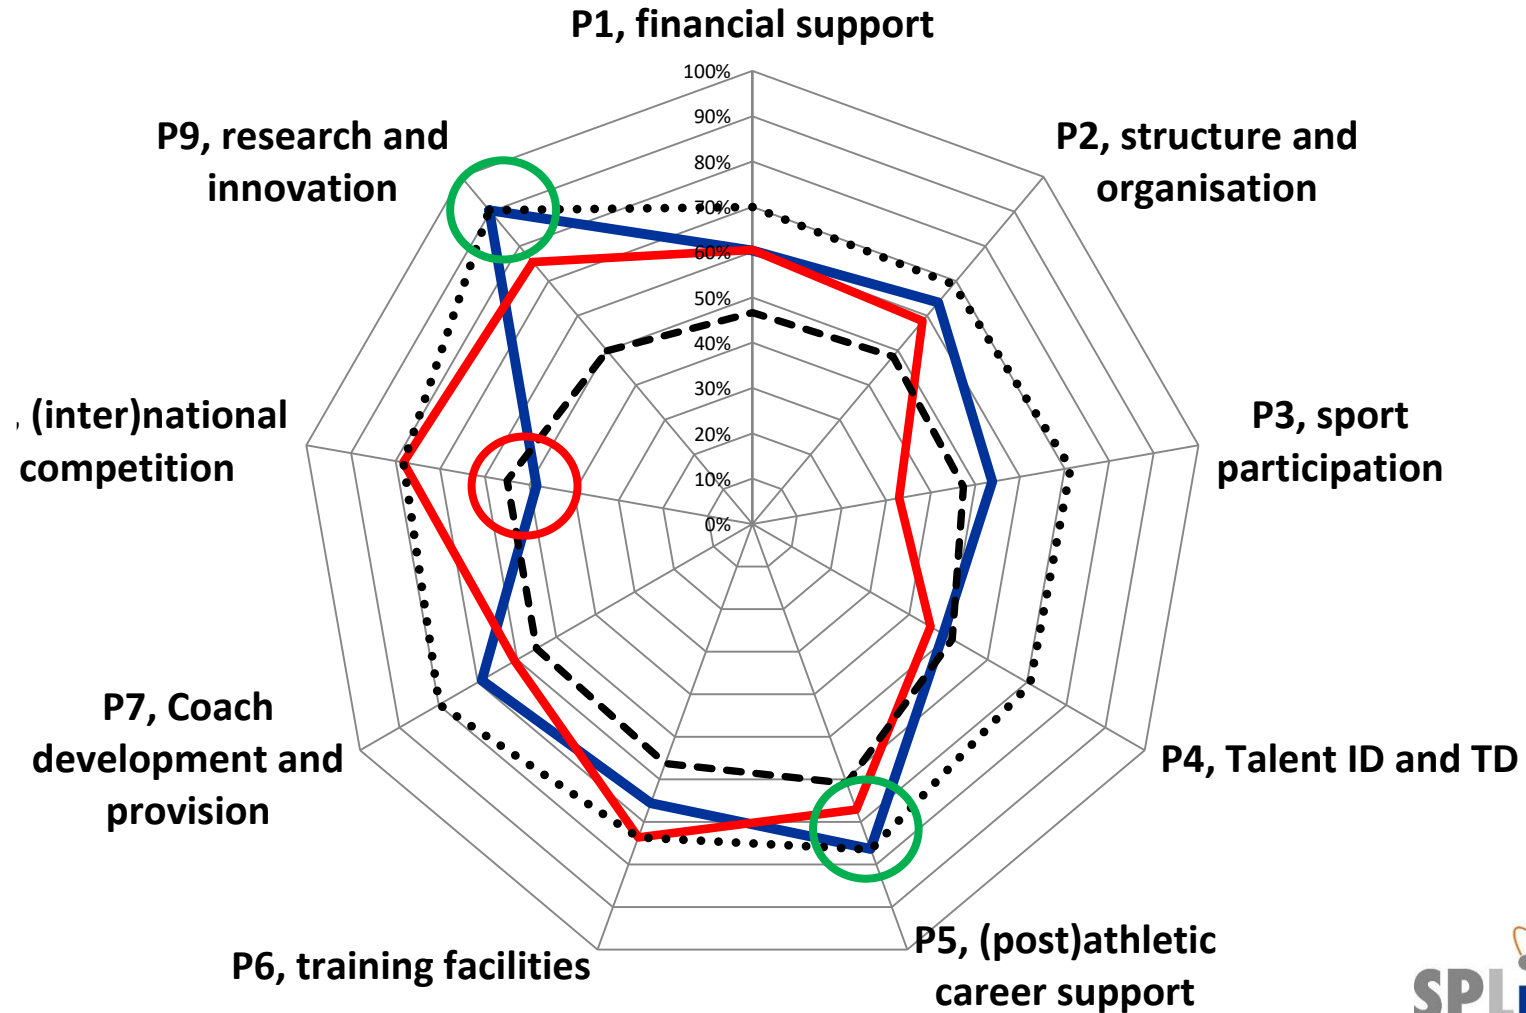 P1, financial support
100%
90%
80%
70%
60%
50%
40%
30%
20%
10%
0%
P2, structure and
organisation
P3, sport
participation
P4, Talent ID and TD
P5, (post)athletic
career support
P6, training facilities
P7, Coach
development and
provision
, (inter)national
competition
P9, research and
innovation
SPLi